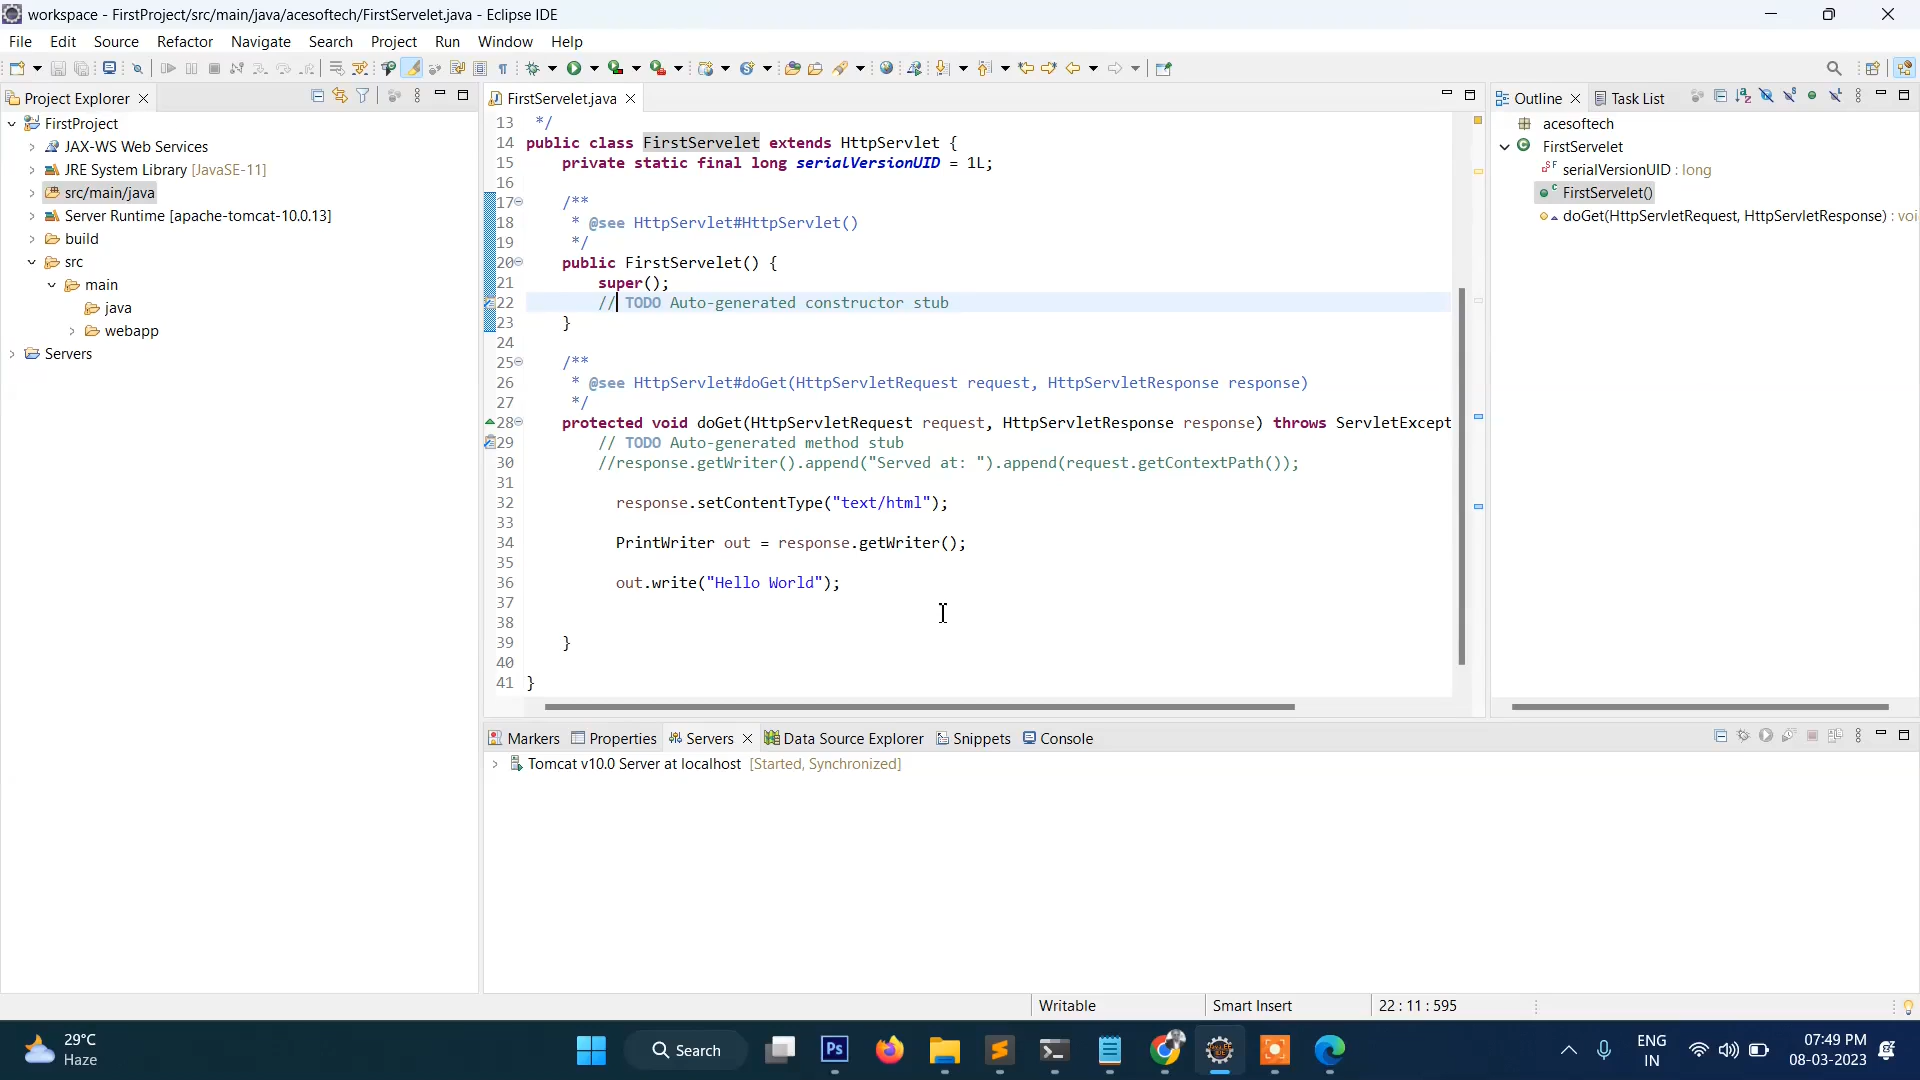 workspace - FirstProject/src/main/java/acesoftech/FirstServelet.java - Eclipse IDE
File Edit Source Refactor Navigate Search Project Run Window Help
Project Explorer
FirstProject
JAX-WS Web Services
JRE System Library [JavaSE-11]
src/main/java
Server Runtime [apache-tomcat-10.0.13]
build
src
main
java
webapp
Servers
FirstServelet.java
13 */
14 public class FirstServelet extends HttpServlet {
15 private static final long serialVersionUID = 1L;
16
17 /**
18 * @see HttpServlet#HttpServlet()
19 */
20 public FirstServelet() {
21 super();
22 // TODO Auto-generated constructor stub
23 }
24
25 /**
26 * @see HttpServlet#doGet(HttpServletRequest request, HttpServletResponse response)
27 */
28 protected void doGet(HttpServletRequest request, HttpServletResponse response) throws ServletExcept
29 // TODO Auto-generated method stub
30 //response.getWriter().append("Served at: ").append(request.getContextPath());
31
32 response.setContentType("text/html");
33
34 PrintWriter out = response.getWriter();
35
36 out.write("Hello World");
37
38
39 }
40
41 }
Outline Task List
acesoftech
FirstServelet
serialVersionUID : long
FirstServelet()
doGet(HttpServletRequest, HttpServletResponse) : voi
Markers Properties Servers Data Source Explorer Snippets Console
Tomcat v10.0 Server at localhost [Started, Synchronized]
Writable Smart Insert 22 : 11 : 595
29°C
Haze
Search
Ps
ENG
IN
07:49 PM
08-03-2023